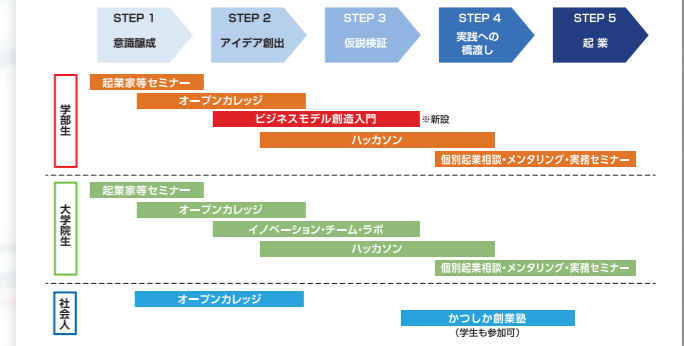 STEP 1
意識醸成
STEP 2
アイデア創出
STEP 3
仮説検証
STEP 4
実践への
橋渡し
STEP 5
起 業
学部生
起業家等セミナー
オープンカレッジ
ビジネスモデル創造入門 ※新設
ハッカソン
個別起業相談・メンタリング・実務セミナー
大学院生
起業家等セミナー
オープンカレッジ
イノベーション・チーム・ラボ
ハッカソン
個別起業相談・メンタリング・実務セミナー
社会人
オープンカレッジ
かつしか創業塾
（学生も参加可）